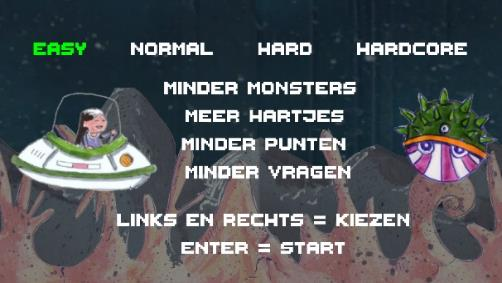 EASY NORMAL HARD HARDCORE
MINDER MONSTERS
MEER HARTJES
MINDER PUNTEN
MINDER VRAGEN
LINKS EN RECHTS = KIEZEN
ENTER = START